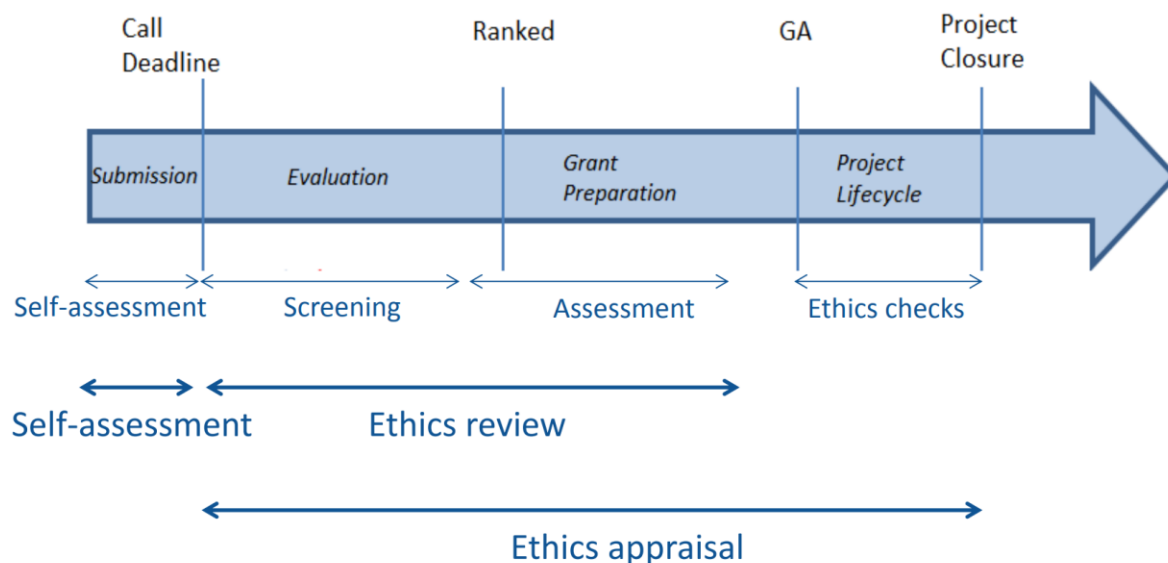 Call
Deadline
Ranked
GA
Project
Closure
Submission
Evaluation
Grant
Preparation
Project
Lifecycle
Self-assessment
Screening
Assessment
Ethics checks
Self-assessment
Ethics review
Ethics appraisal